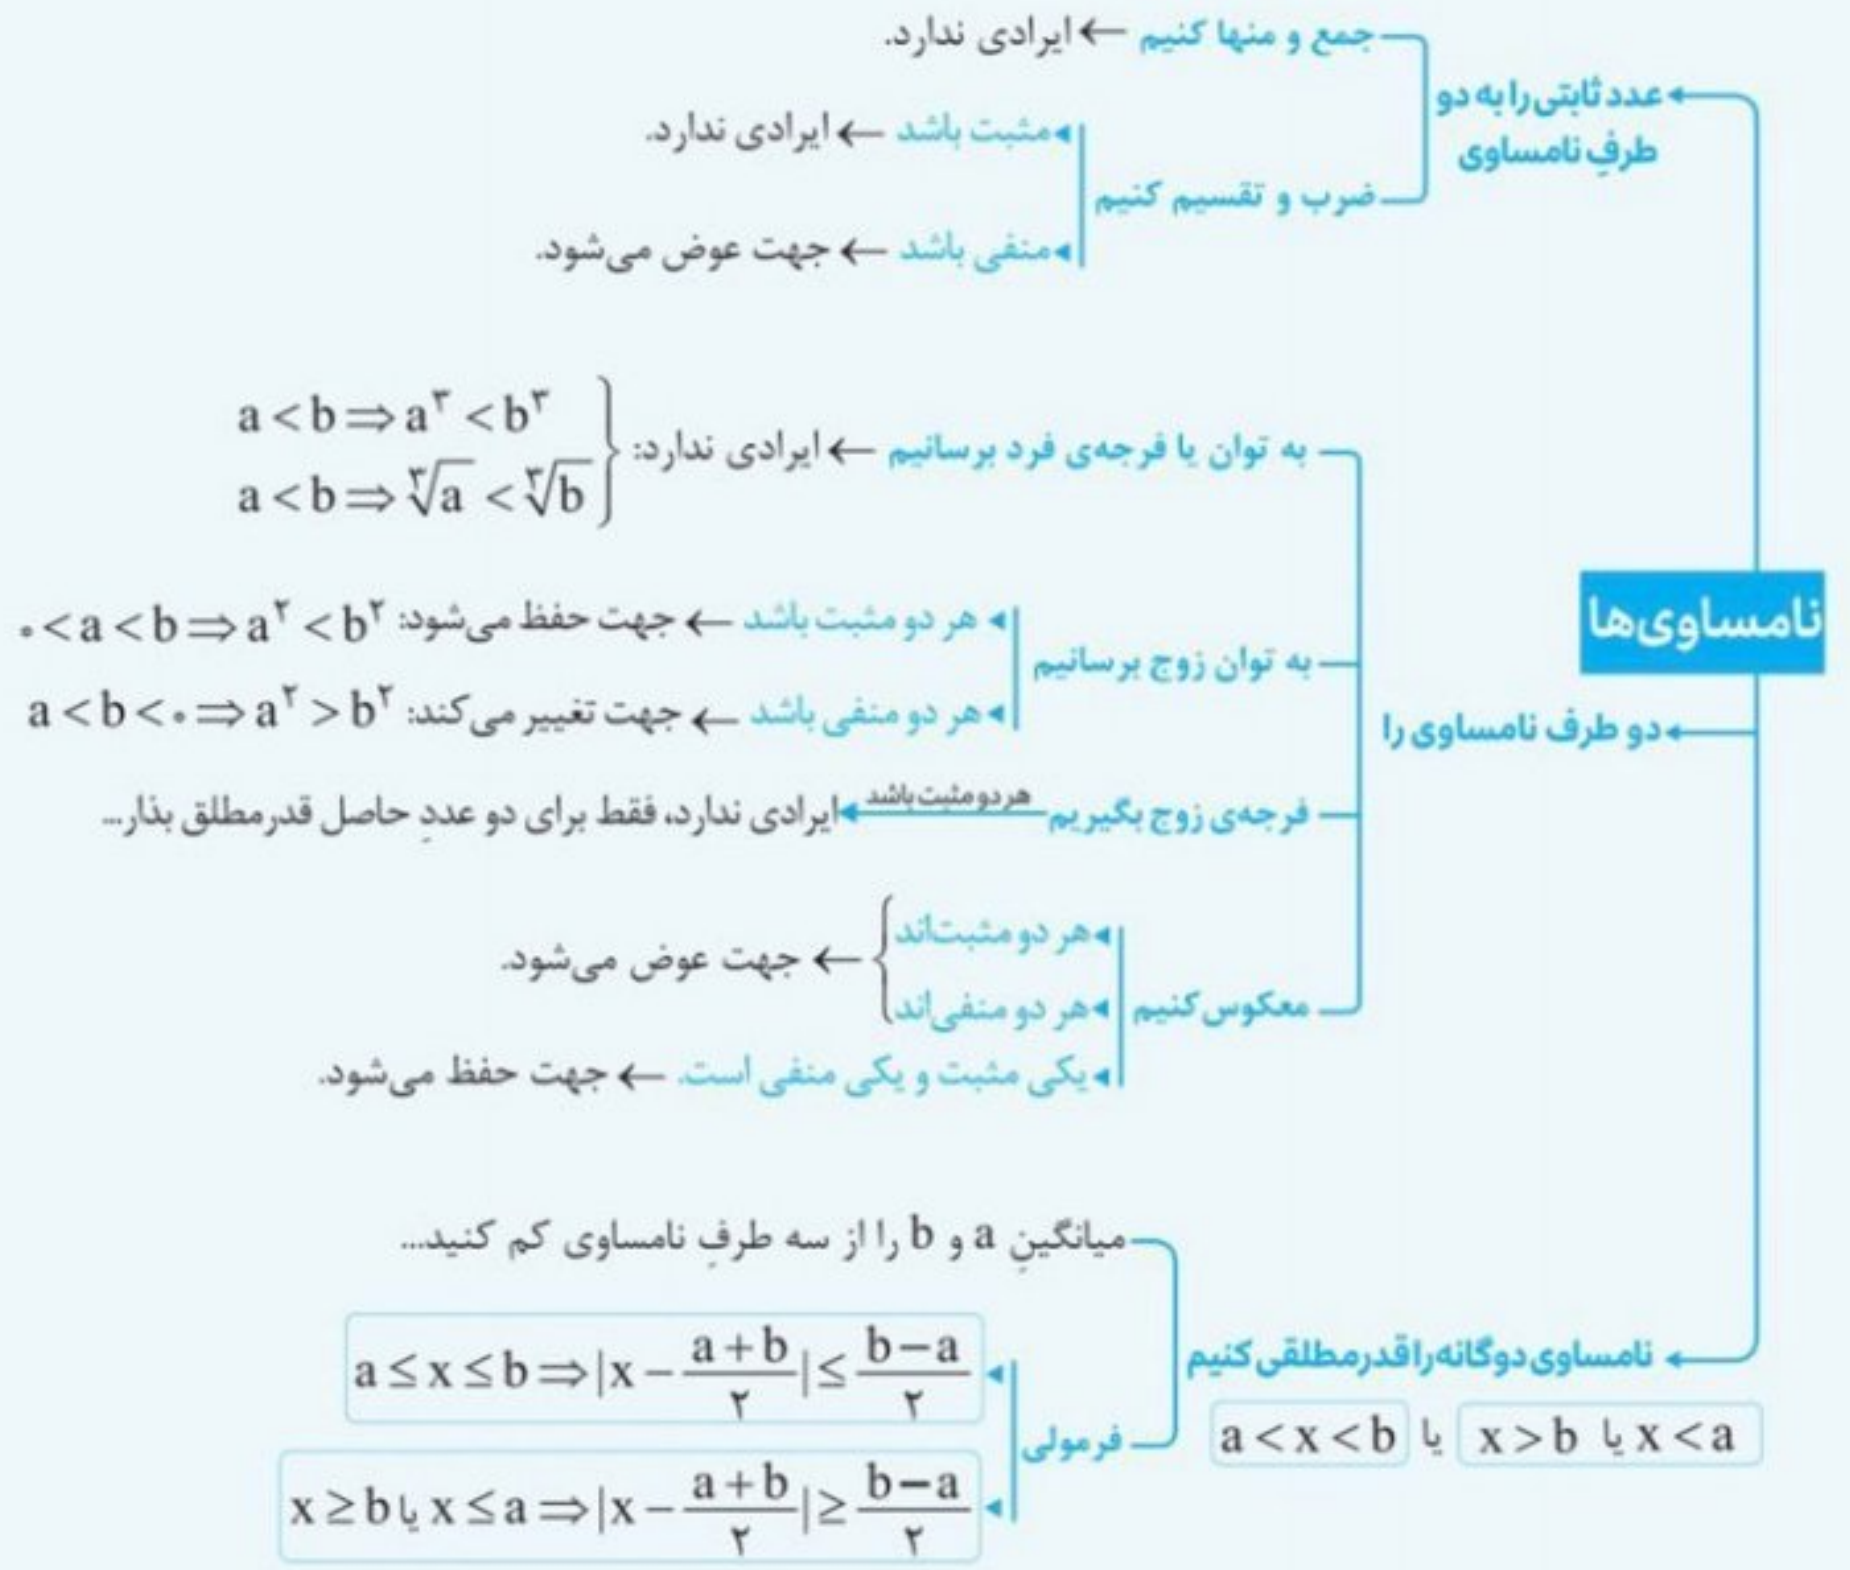 نامساوی‌ها
عدد ثابتی را به دو
طرفِ نامساوی
جمع و منها کنیم ← ایرادی ندارد.
ضرب و تقسیم کنیم
مثبت باشد ← ایرادی ندارد.
منفی باشد ← جهت عوض می‌شود.
دو طرف نامساوی را
به توان یا فرجه‌ی فرد برسانیم ← ایرادی ندارد:
a < b ⇒ a^۳ < b^۳
a < b ⇒ ∛a < ∛b
به توان زوج برسانیم
هر دو مثبت باشد ← جهت حفظ می‌شود: ۰ < a < b ⇒ a^۲ < b^۲
هر دو منفی باشد ← جهت تغییر می‌کند: a < b < ۰ ⇒ a^۲ > b^۲
فرجه‌ی زوج بگیریم هر دو مثبت باشد ایرادی ندارد، فقط برای دو عددِ حاصل قدرمطلق بذار...
معکوس کنیم
هر دو مثبت‌اند
هر دو منفی‌اند
← جهت عوض می‌شود.
یکی مثبت و یکی منفی است. ← جهت حفظ می‌شود.
نامساوی دوگانه را قدرمطلقی کنیم
x < a یا x > b یا a < x < b
میانگینِ a و b را از سه طرفِ نامساوی کم کنید...
فرمولی
a ≤ x ≤ b ⇒ |x − (a+b)/۲| ≤ (b−a)/۲
x ≥ b یا x ≤ a ⇒ |x − (a+b)/۲| ≥ (b−a)/۲